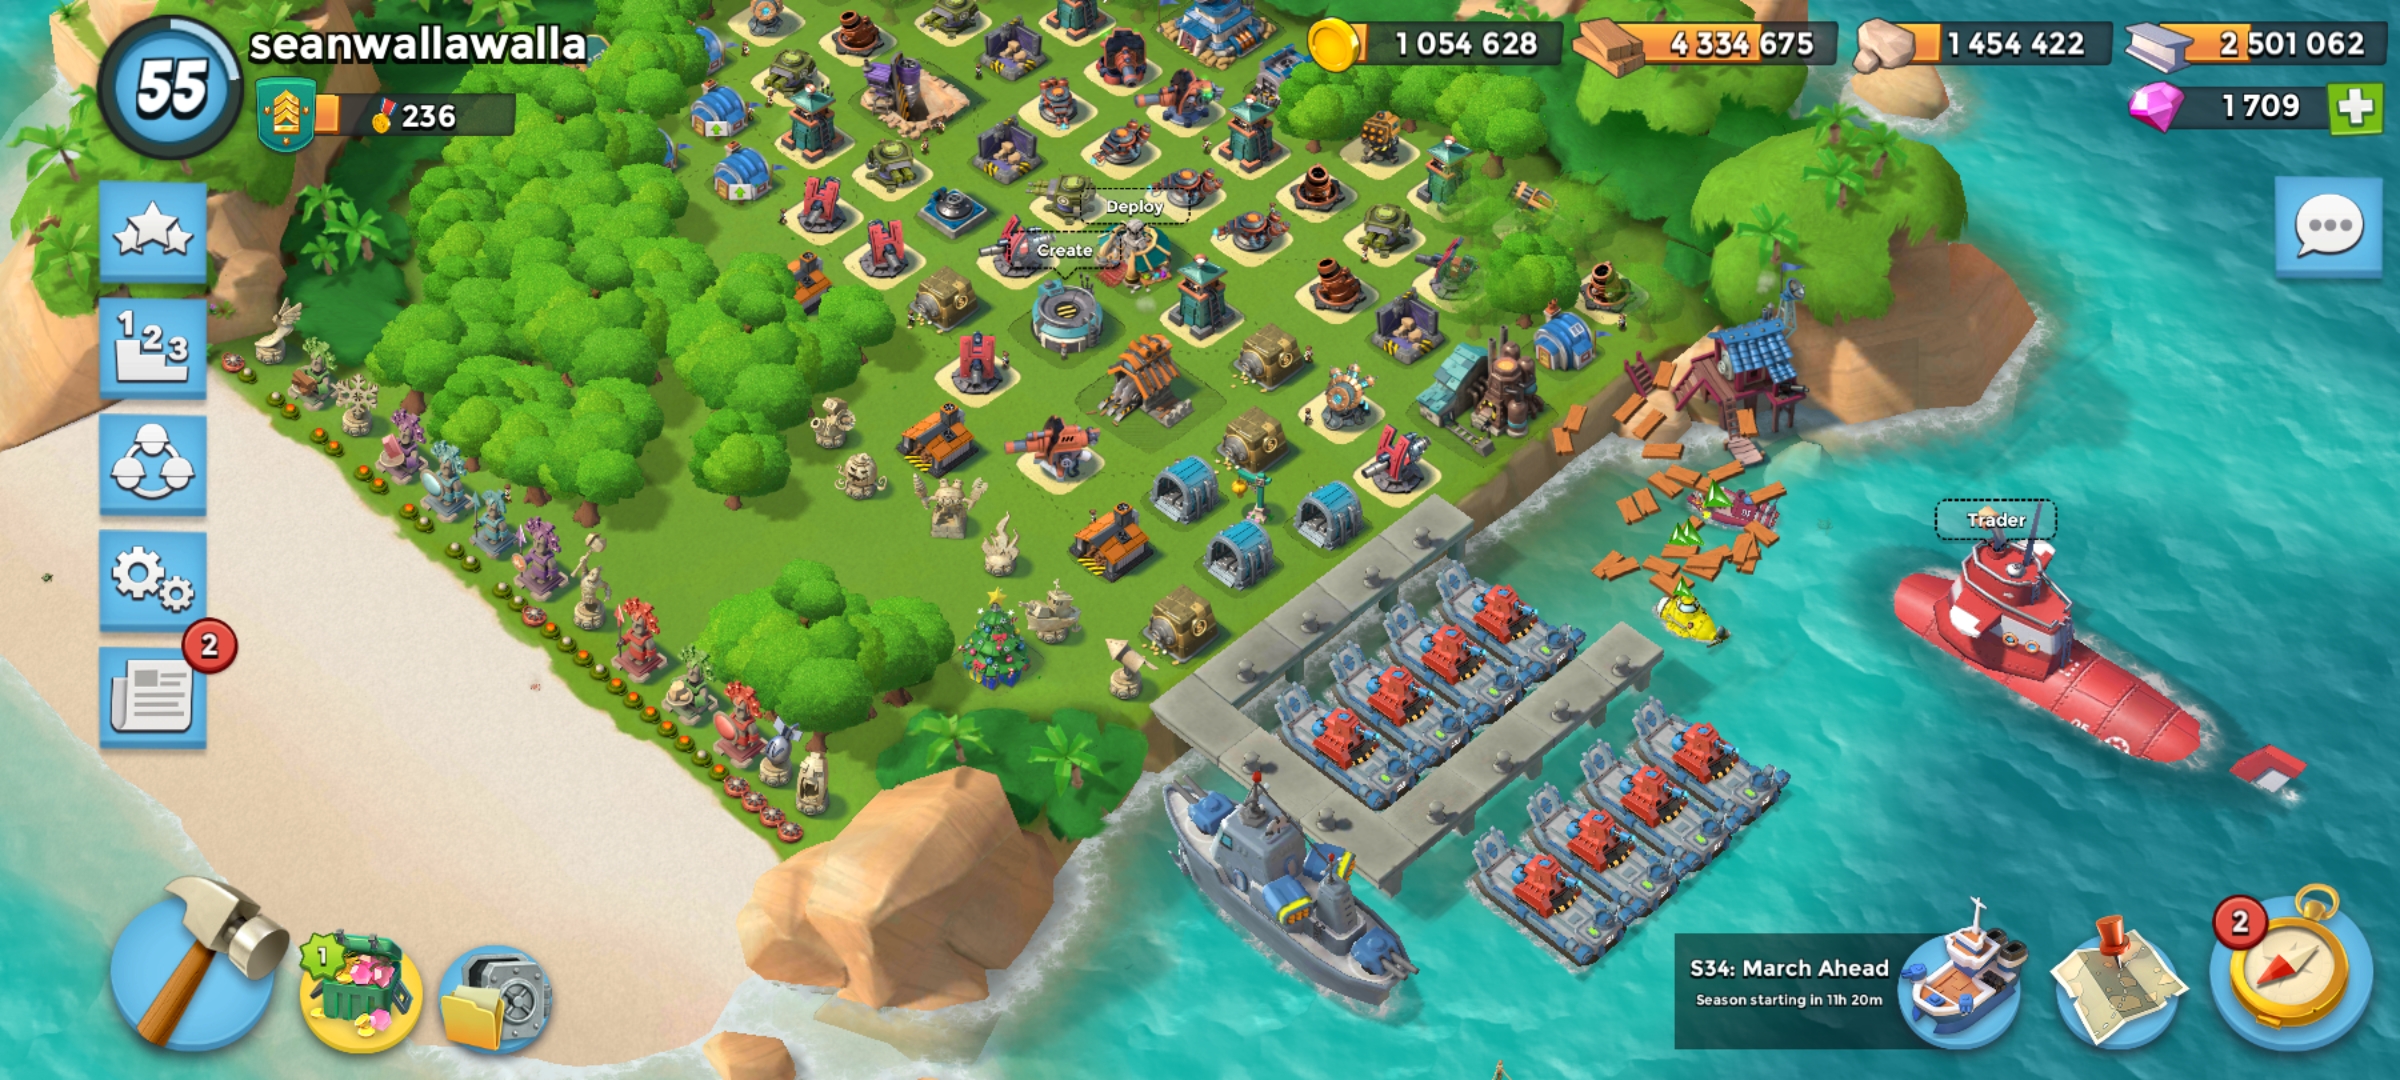 55
seanwallawalla
236
1 054 628
4 334 675
1 454 422
2 501 062
1 709
Deploy
Create
123
Trader
2
1
S34: March Ahead
Season starting in 11h 20m
2